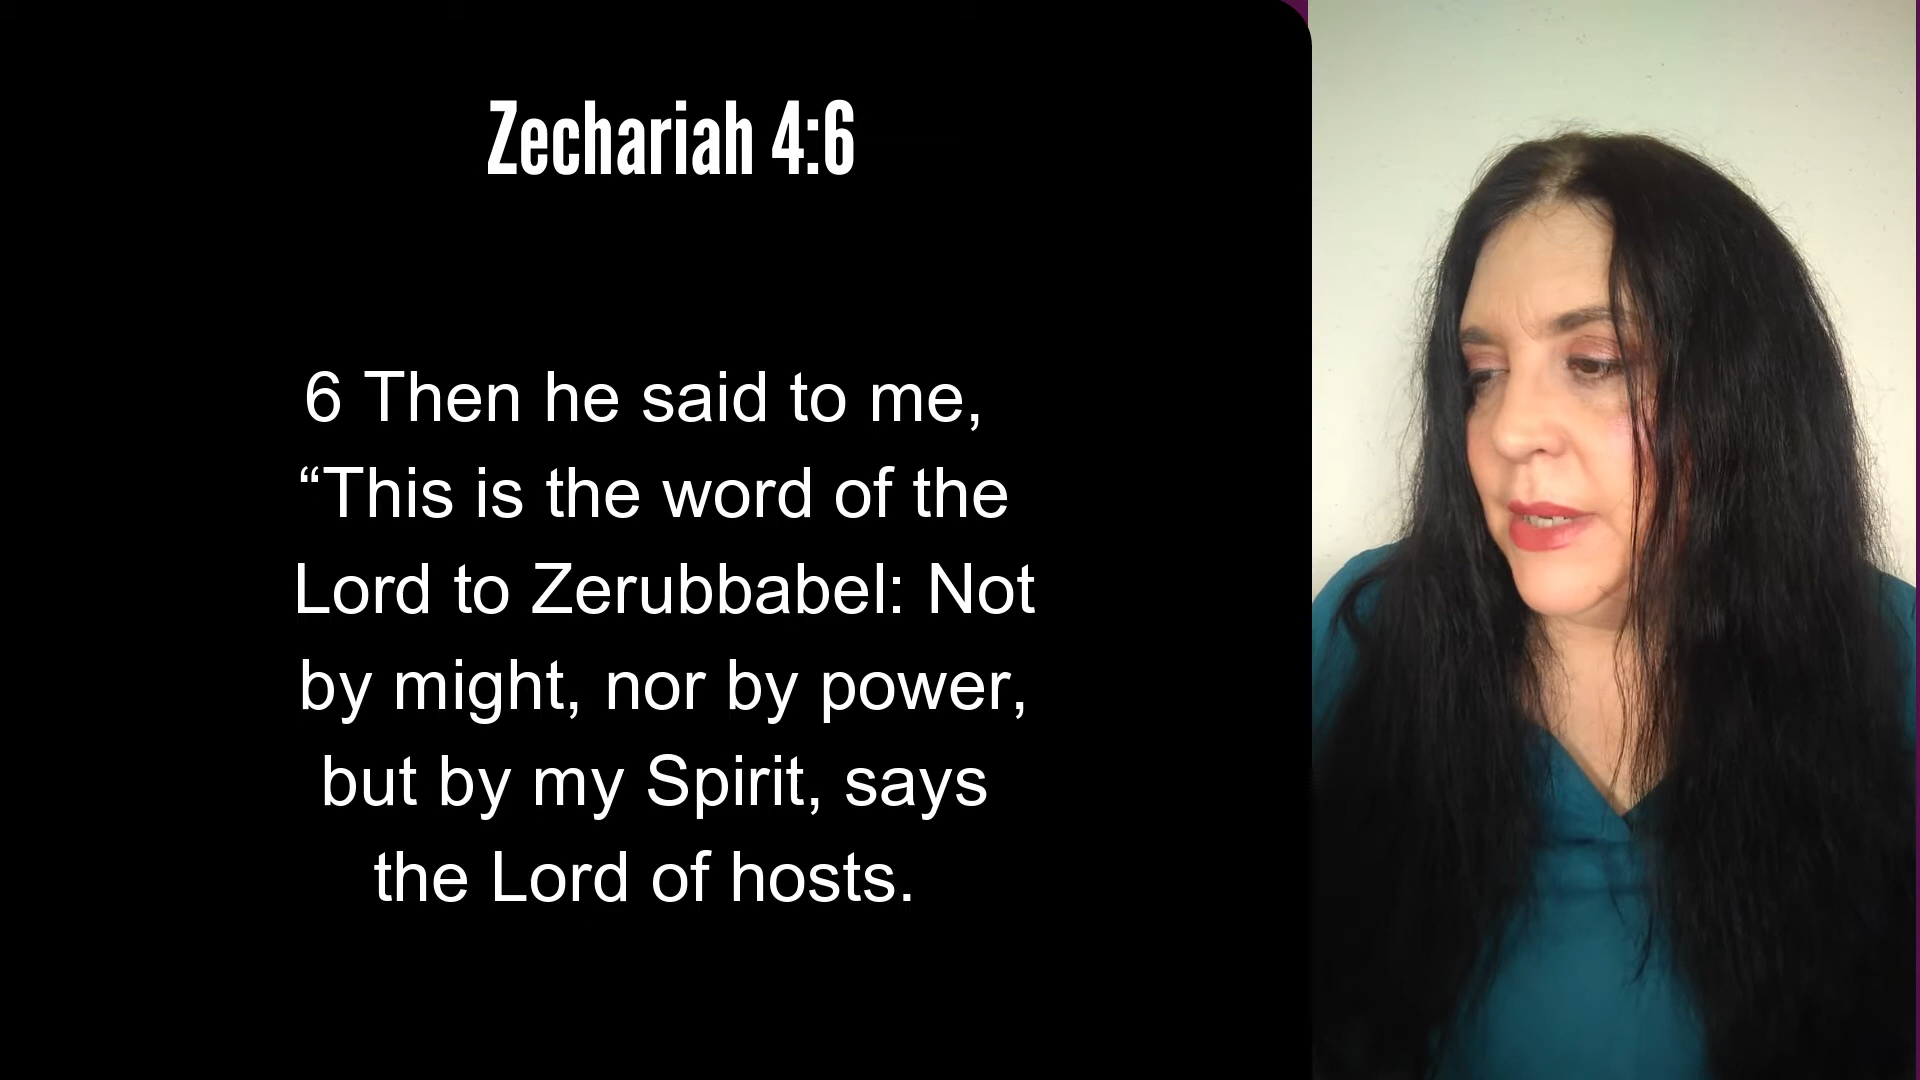 Zechariah 4:6
6 Then he said to me,
“This is the word of the
Lord to Zerubbabel: Not
by might, nor by power,
but by my Spirit, says
the Lord of hosts.